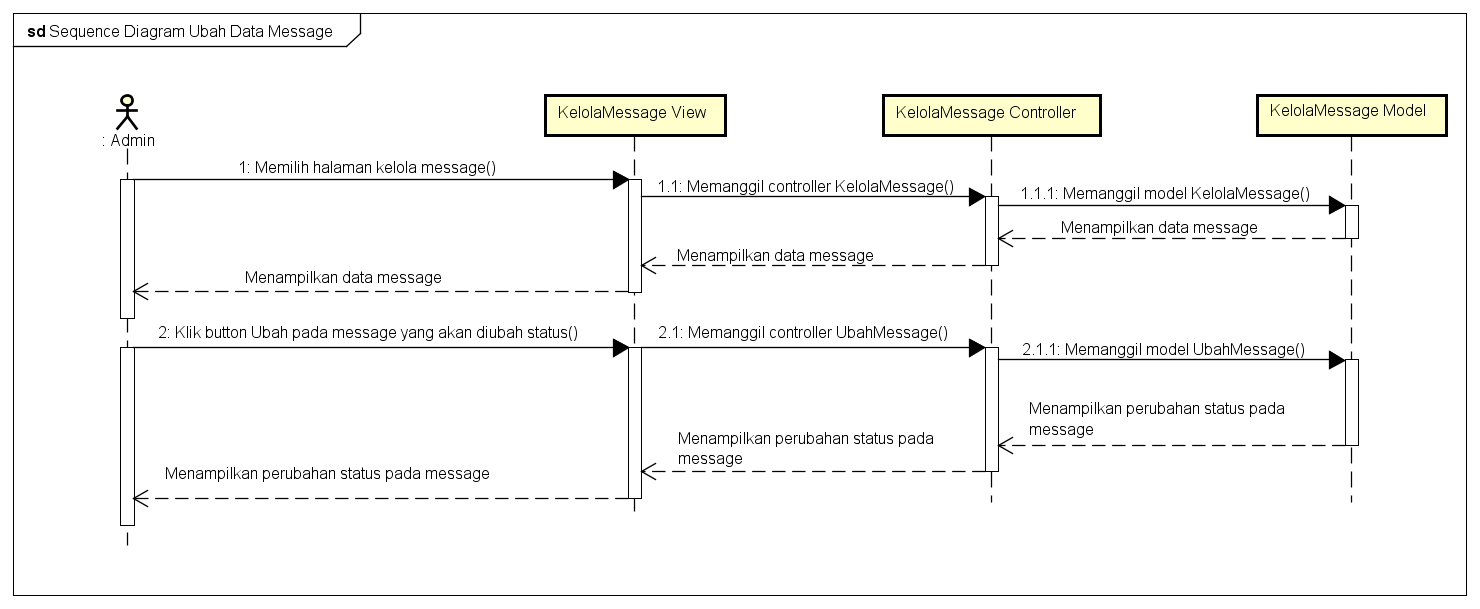 sd Sequence Diagram Ubah Data Message
: Admin
KelolaMessage View
KelolaMessage Controller
KelolaMessage Model
1: Memilih halaman kelola message()
1.1: Memanggil controller KelolaMessage()
1.1.1: Memanggil model KelolaMessage()
Menampilkan data message
Menampilkan data message
Menampilkan data message
2: Klik button Ubah pada message yang akan diubah status()
2.1: Memanggil controller UbahMessage()
2.1.1: Memanggil model UbahMessage()
Menampilkan perubahan status pada
message
Menampilkan perubahan status pada
message
Menampilkan perubahan status pada message